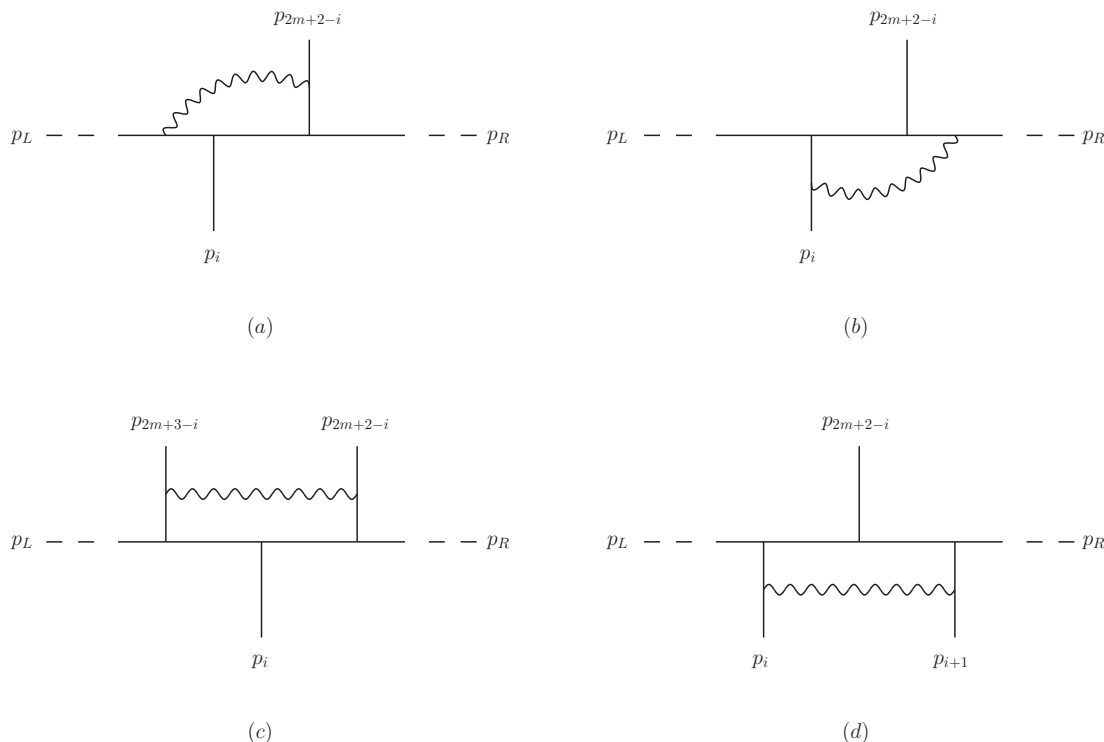 p_{2m+2-i} p_{2m+2-i}
p_L p_R p_L p_R
p_i p_i
(a) (b)
p_{2m+3-i} p_{2m+2-i} p_{2m+2-i}
p_L p_R p_L p_R
p_i p_i p_{i+1}
(c) (d)